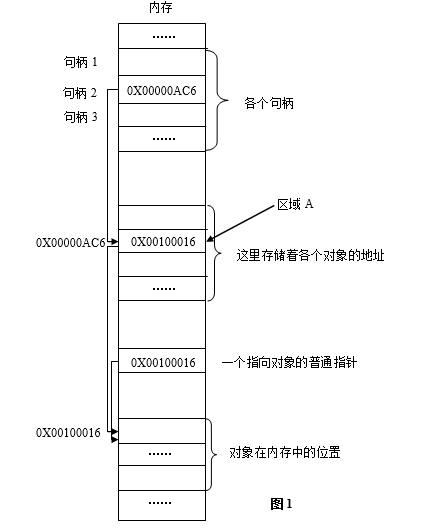 内存
……
句柄 1
句柄 2
0X00000AC6
各个句柄
句柄 3
……
区域 A
0X00000AC6
0X00100016
这里存储着各个对象的地址
……
0X00100016
一个指向对象的普通指针
0X00100016
……
对象在内存中的位置
……
图 1